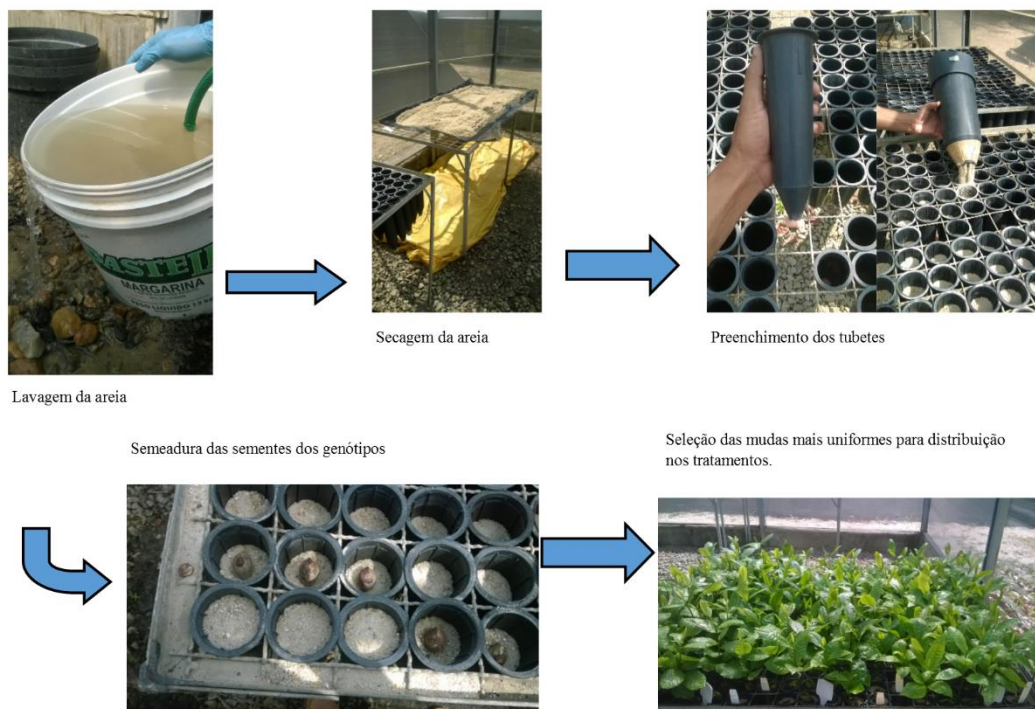 MARGARINA
Lavagem da areia
Secagem da areia
Preenchimento dos tubetes
Semeadura das sementes dos genótipos
Seleção das mudas mais uniformes para distribuição
nos tratamentos.